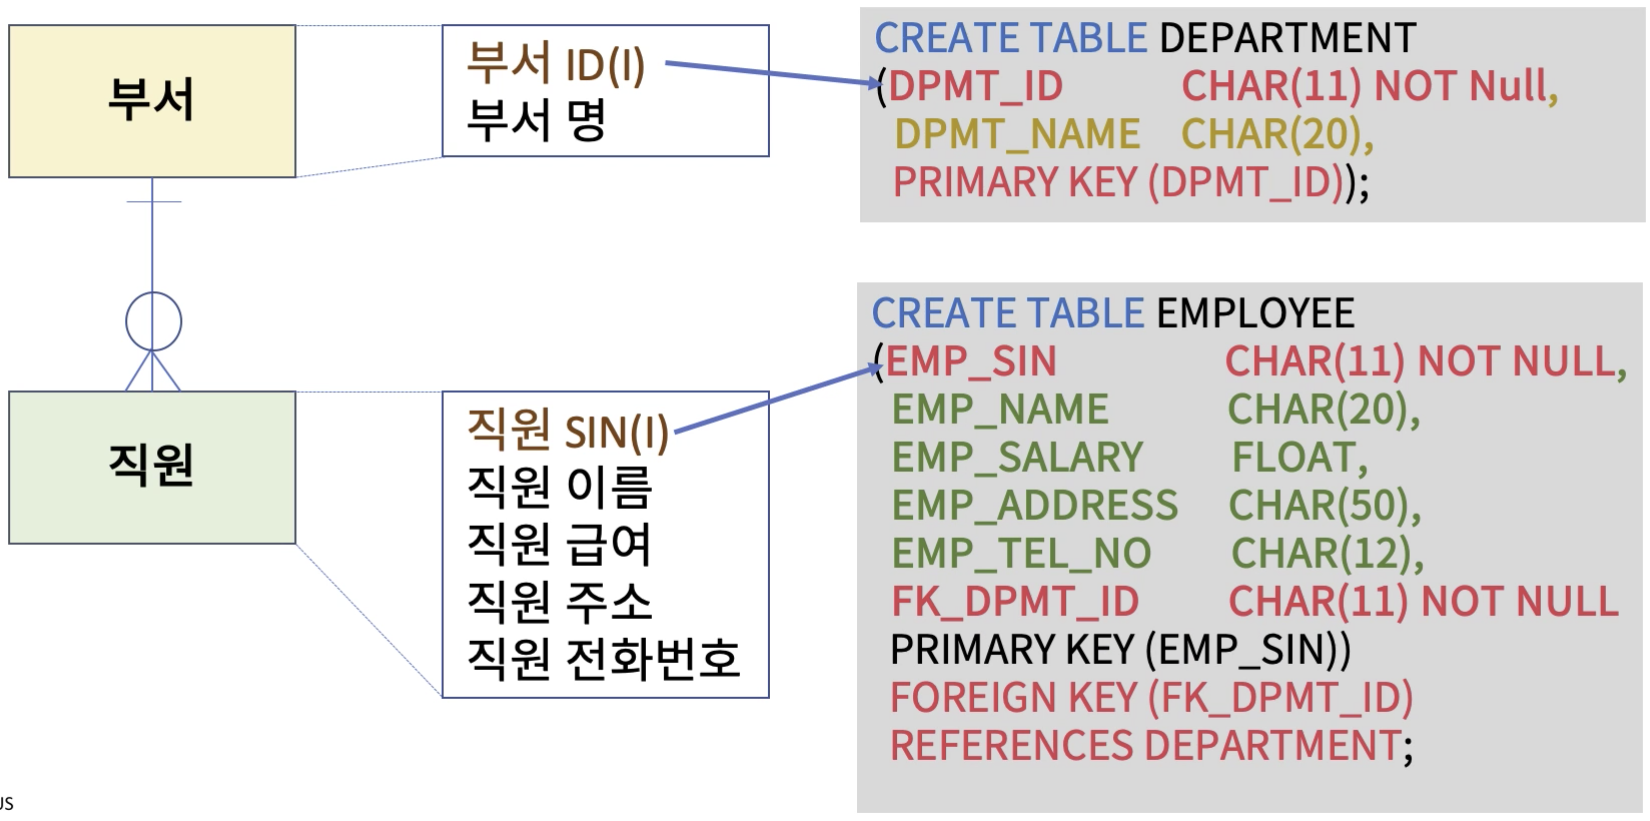 부서
부서 ID(I)
부서 명
CREATE TABLE DEPARTMENT
(DPMT_ID CHAR(11) NOT Null,
DPMT_NAME CHAR(20),
PRIMARY KEY (DPMT_ID));
직원
직원 SIN(I)
직원 이름
직원 급여
직원 주소
직원 전화번호
CREATE TABLE EMPLOYEE
(EMP_SIN CHAR(11) NOT NULL,
EMP_NAME CHAR(20),
EMP_SALARY FLOAT,
EMP_ADDRESS CHAR(50),
EMP_TEL_NO CHAR(12),
FK_DPMT_ID CHAR(11) NOT NULL
PRIMARY KEY (EMP_SIN))
FOREIGN KEY (FK_DPMT_ID)
REFERENCES DEPARTMENT;